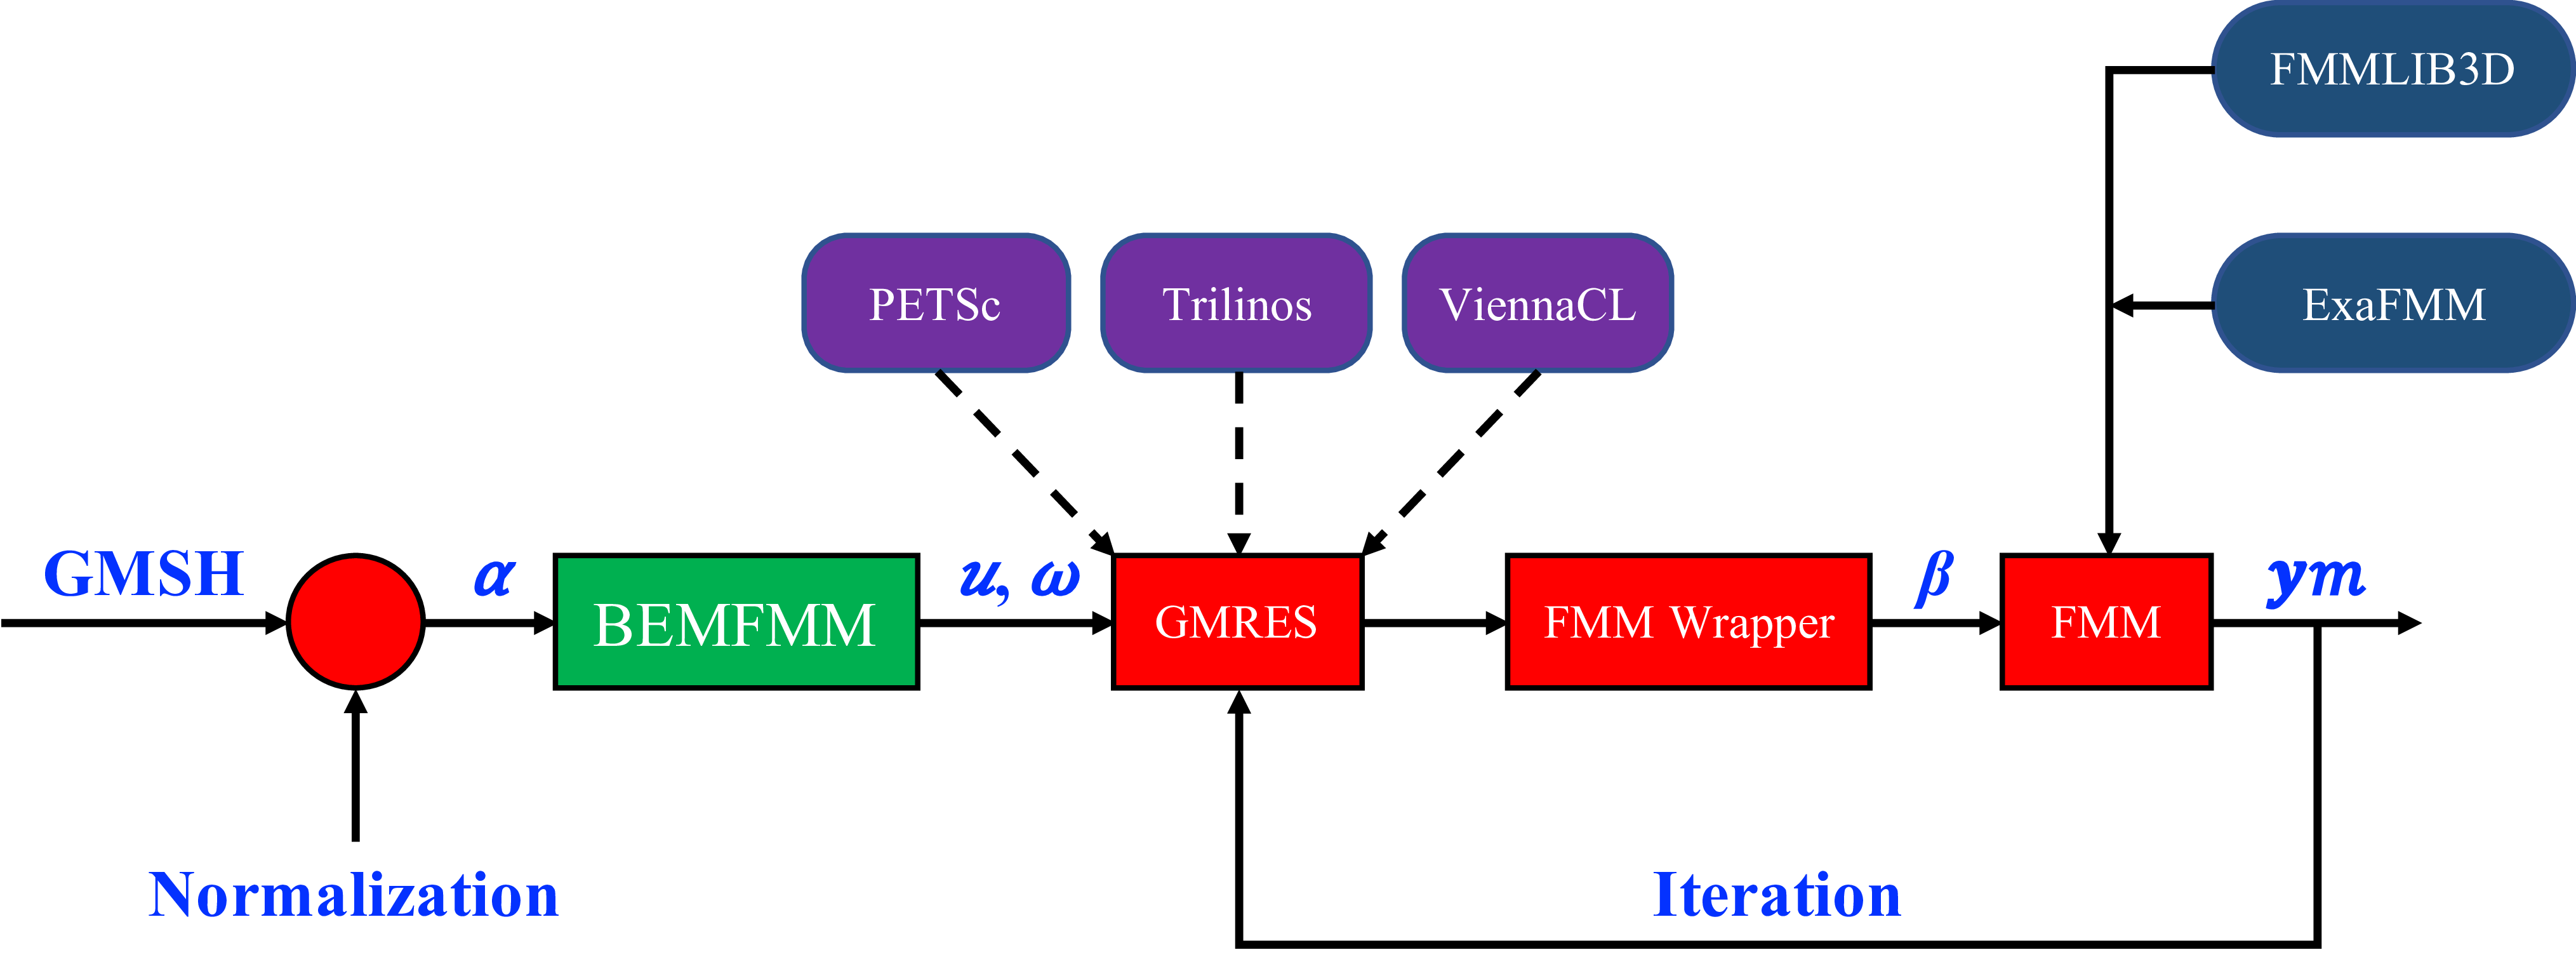 FMMLIB3D
PETSc
Trilinos
ViennaCL
ExaFMM
GMSH
α
BEMFMM
u, ω
GMRES
FMM Wrapper
β
FMM
ym
Normalization
Iteration